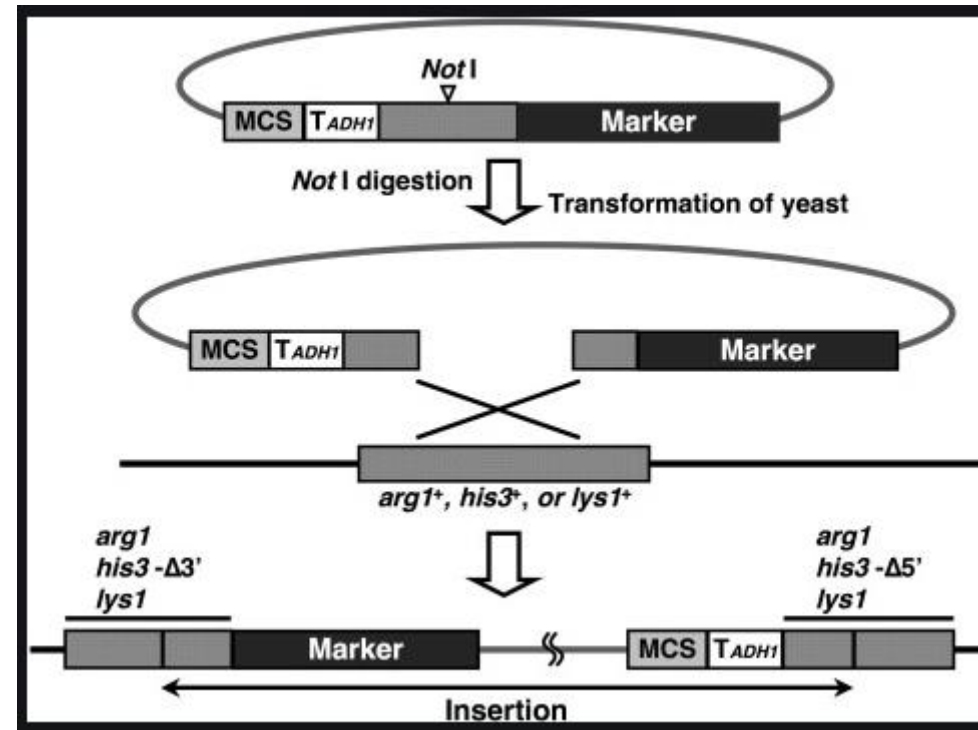 Not I
MCS TADH1 Marker
Not I digestion
Transformation of yeast
MCS TADH1 Marker
arg1+, his3+, or lys1+
arg1
his3 -Δ3'
lys1
arg1
his3 -Δ5'
lys1
Marker MCS TADH1
Insertion